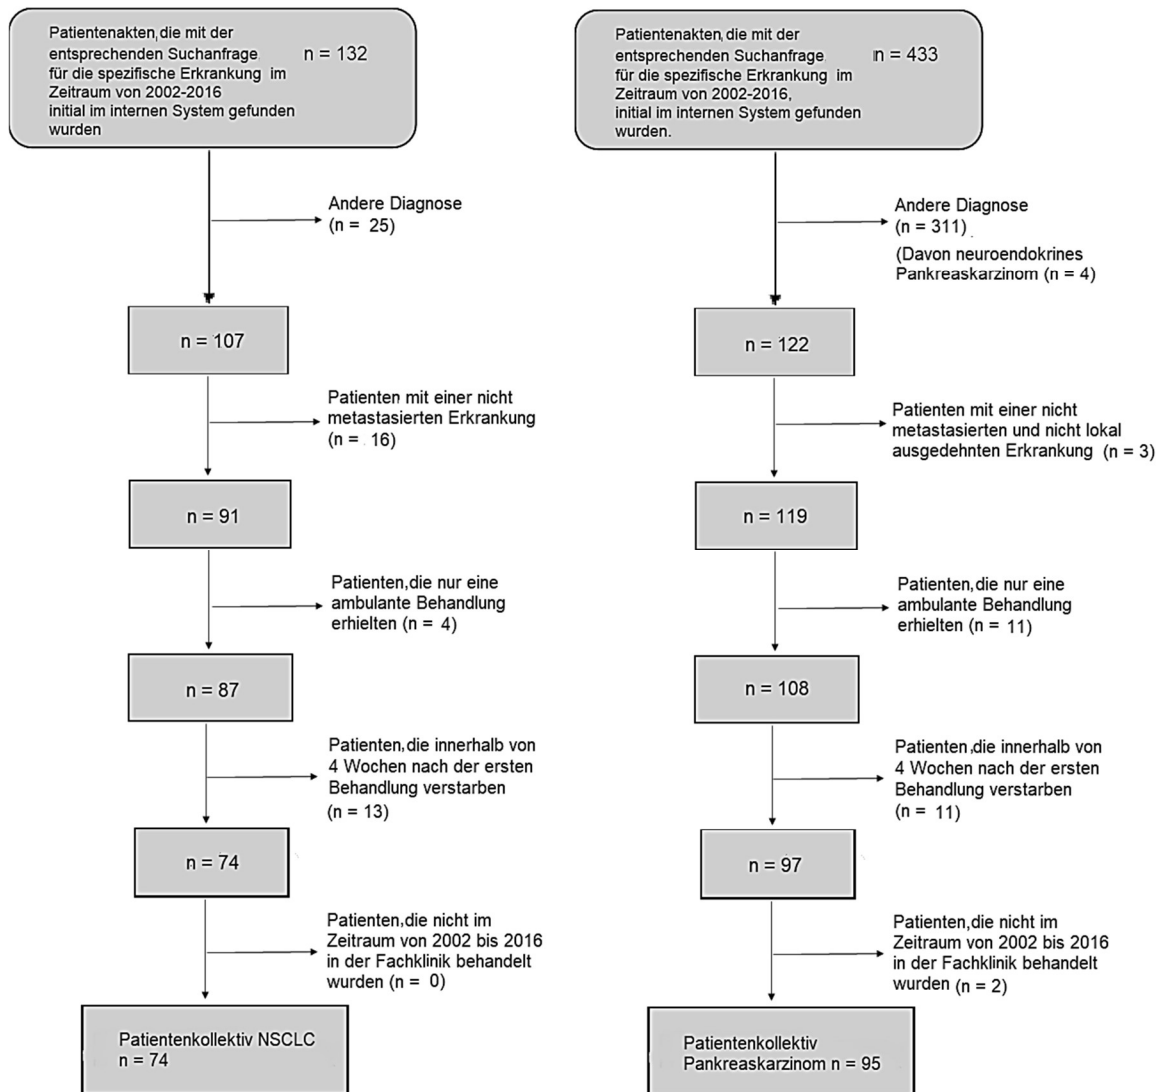 Patientenakten, die mit der
entsprechenden Suchanfrage n = 132
für die spezifische Erkrankung im
Zeitraum von 2002-2016
initial im internen System gefunden
wurden
Andere Diagnose
(n = 25)
n = 107
Patienten mit einer nicht
metastasierten Erkrankung
(n = 16)
n = 91
Patienten, die nur eine
ambulante Behandlung
erhielten (n = 4)
n = 87
Patienten, die innerhalb von
4 Wochen nach der ersten
Behandlung verstarben
(n = 13)
n = 74
Patienten, die nicht im
Zeitraum von 2002 bis 2016
in der Fachklinik behandelt
wurden (n = 0)
Patientenkollektiv NSCLC
n = 74
Patientenakten, die mit der
entsprechenden Suchanfrage n = 433
für die spezifische Erkrankung im
Zeitraum von 2002-2016,
initial im internen System gefunden
wurden.
Andere Diagnose
(n = 311)
(Davon neuroendokrines
Pankreaskarzinom (n = 4)
n = 122
Patienten mit einer nicht
metastasierten und nicht lokal
ausgedehnten Erkrankung (n = 3)
n = 119
Patienten, die nur eine
ambulante Behandlung
erhielten (n = 11)
n = 108
Patienten, die innerhalb von
4 Wochen nach der ersten
Behandlung verstarben
(n = 11)
n = 97
Patienten, die nicht im
Zeitraum von 2002 bis 2016
in der Fachklinik behandelt
wurden (n = 2)
Patientenkollektiv
Pankreaskarzinom n = 95